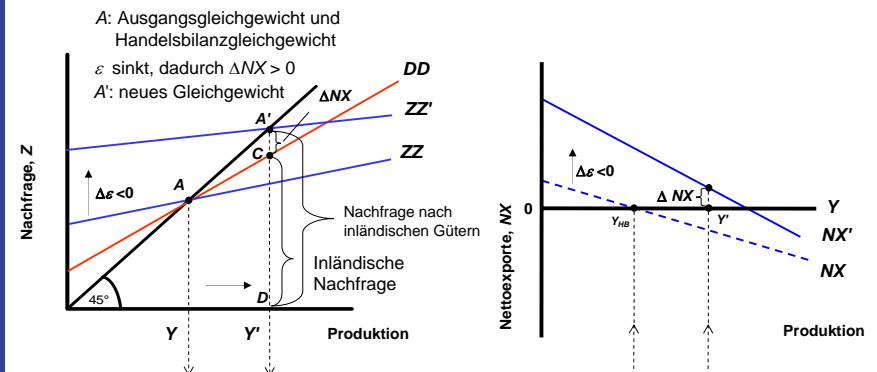 A: Ausgangsgleichgewicht und
Handelsbilanzgleichgewicht
ε sinkt, dadurch ΔNX > 0
A': neues Gleichgewicht
Nachfrage, Z
DD
ΔNX
ZZ'
A'
C
ZZ
A
Δε<0
Nachfrage nach
inländischen Gütern
Inländische
Nachfrage
D
45°
Y
Y'
Produktion
Nettoexporte, NX
Δε<0
Δ NX
0
Y
Y_HB
Y'
NX'
NX
Produktion